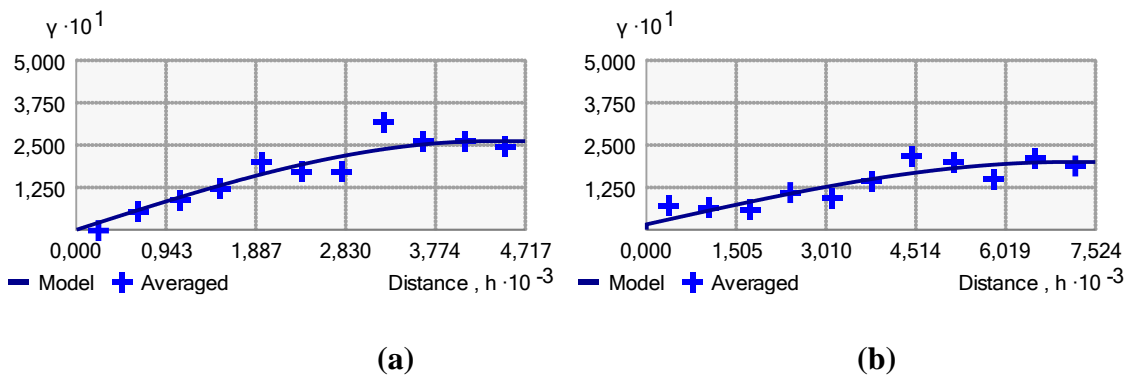 γ ·10 1
5,000
3,750
2,500
1,250
0,000 0,943 1,887 2,830 3,774 4,717
Model Averaged Distance , h ·10 -3
(a)
γ ·10 1
5,000
3,750
2,500
1,250
0,000 1,505 3,010 4,514 6,019 7,524
Model Averaged Distance , h ·10 -3
(b)